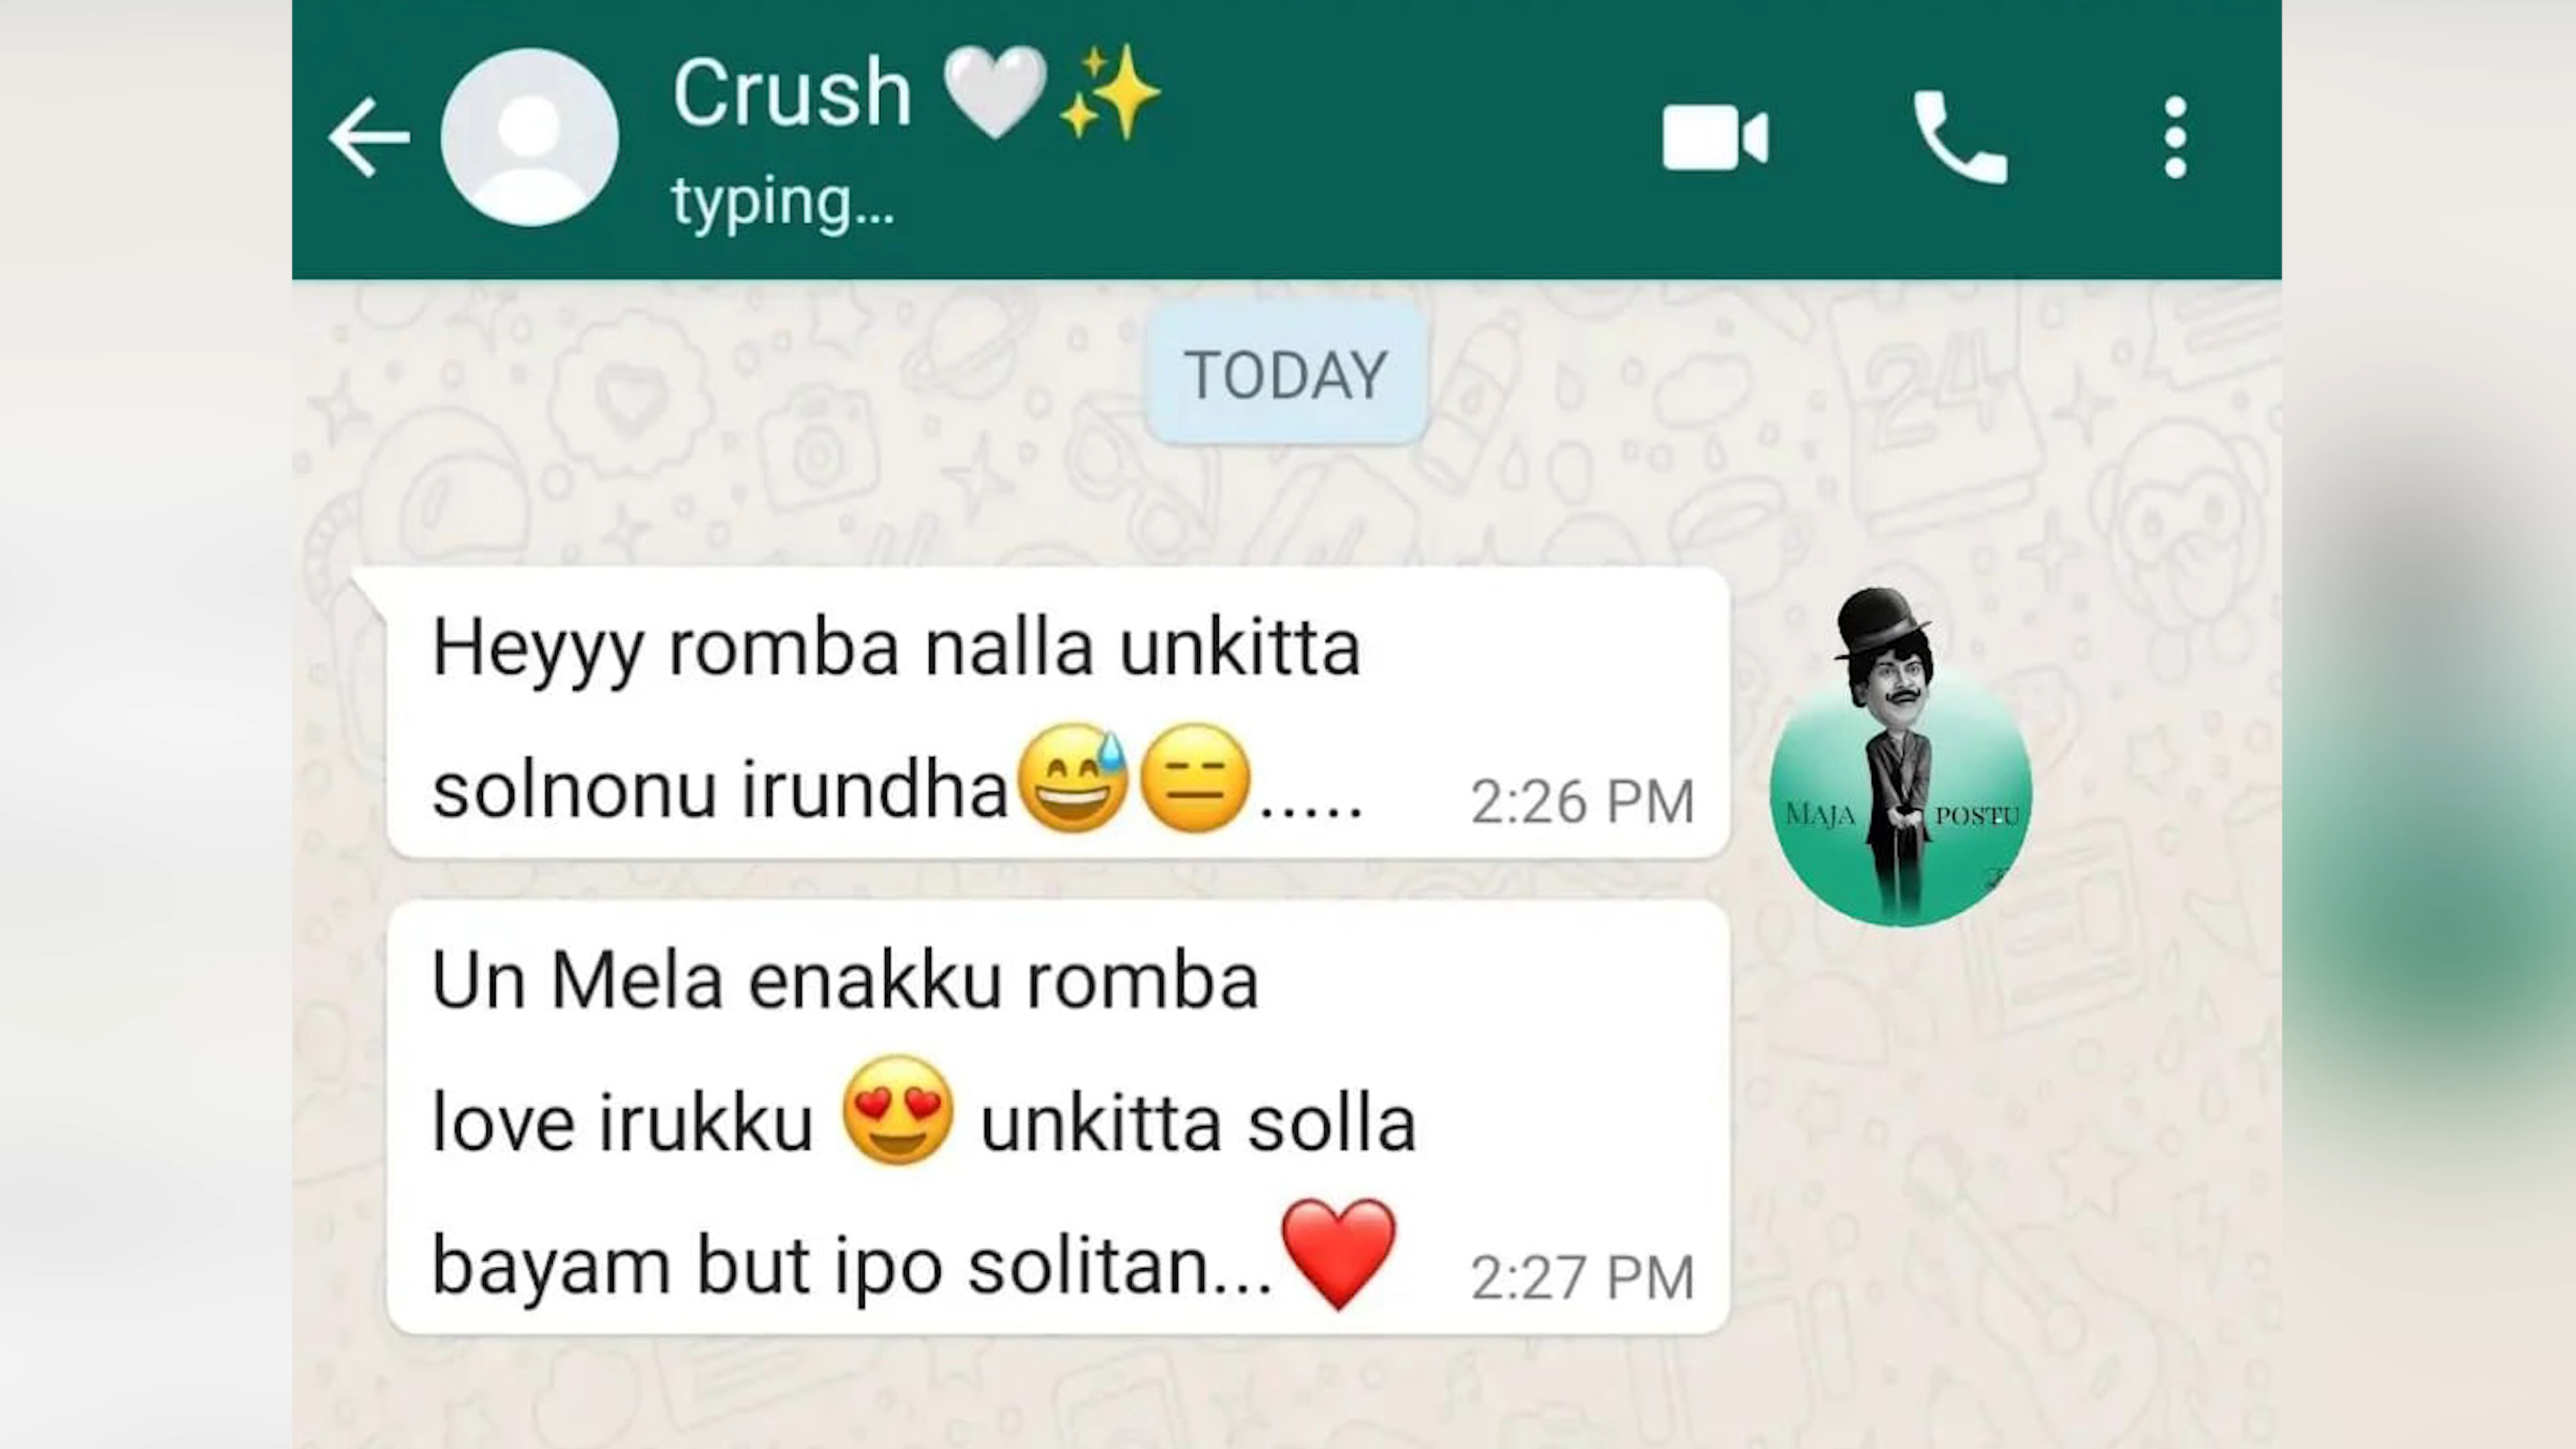 Crush 🤍✨
typing...
TODAY
Heyyy romba nalla unkitta
solnonu irundha😅😑.....
2:26 PM
MAJA POSTU
Un Mela enakku romba
love irukku 😍 unkitta solla
bayam but ipo solitan...❤️
2:27 PM